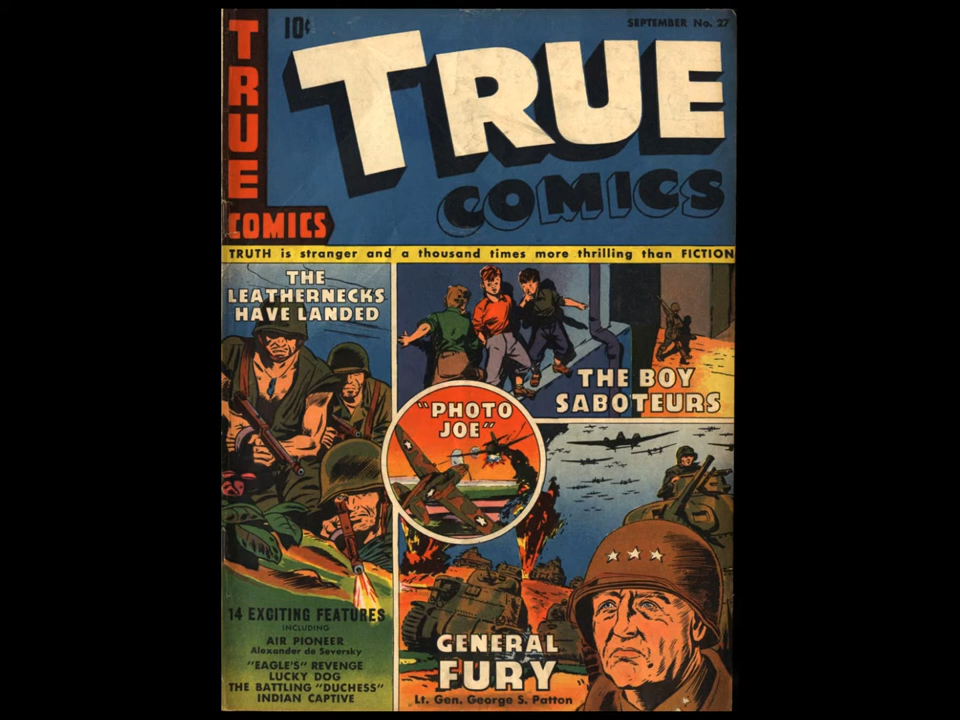 TRUE
COMICS
10¢
SEPTEMBER No. 27
TRUE
COMICS
TRUTH is stranger and a thousand times more thrilling than FICTION
THE
LEATHERNECKS
HAVE LANDED
THE BOY
SABOTEURS
"PHOTO
JOE"
14 EXCITING FEATURES
INCLUDING
AIR PIONEER
Alexander de Seversky
"EAGLE'S" REVENGE
LUCKY DOG
THE BATTLING "DUCHESS"
INDIAN CAPTIVE
GENERAL
FURY
Lt. Gen. George S. Patton